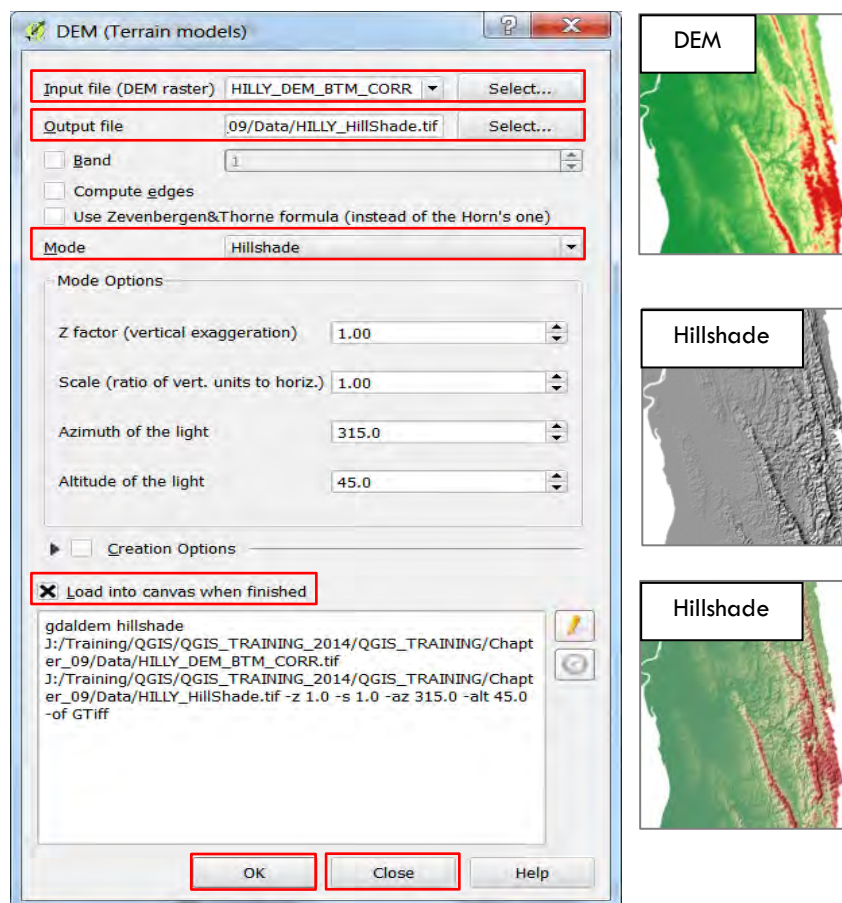 DEM (Terrain models)
Input file (DEM raster) HILLY_DEM_BTM_CORR Select...
Output file .09/Data/HILLY_HillShade.tif Select...
Band 1
Compute edges
Use Zevenbergen&Thorne formula (instead of the Horn's one)
Mode Hillshade
Mode Options
Z factor (vertical exaggeration) 1.00
Scale (ratio of vert. units to horiz.) 1.00
Azimuth of the light 315.0
Altitude of the light 45.0
Creation Options
Load into canvas when finished
gdaldem hillshade
J:/Training/QGIS/QGIS_TRAINING_2014/QGIS_TRAINING/Chapt
er_09/Data/HILLY_DEM_BTM_CORR.tif
J:/Training/QGIS/QGIS_TRAINING_2014/QGIS_TRAINING/Chapt
er_09/Data/HILLY_HillShade.tif -z 1.0 -s 1.0 -az 315.0 -alt 45.0
-of GTiff
OK Close Help
DEM
Hillshade
Hillshade